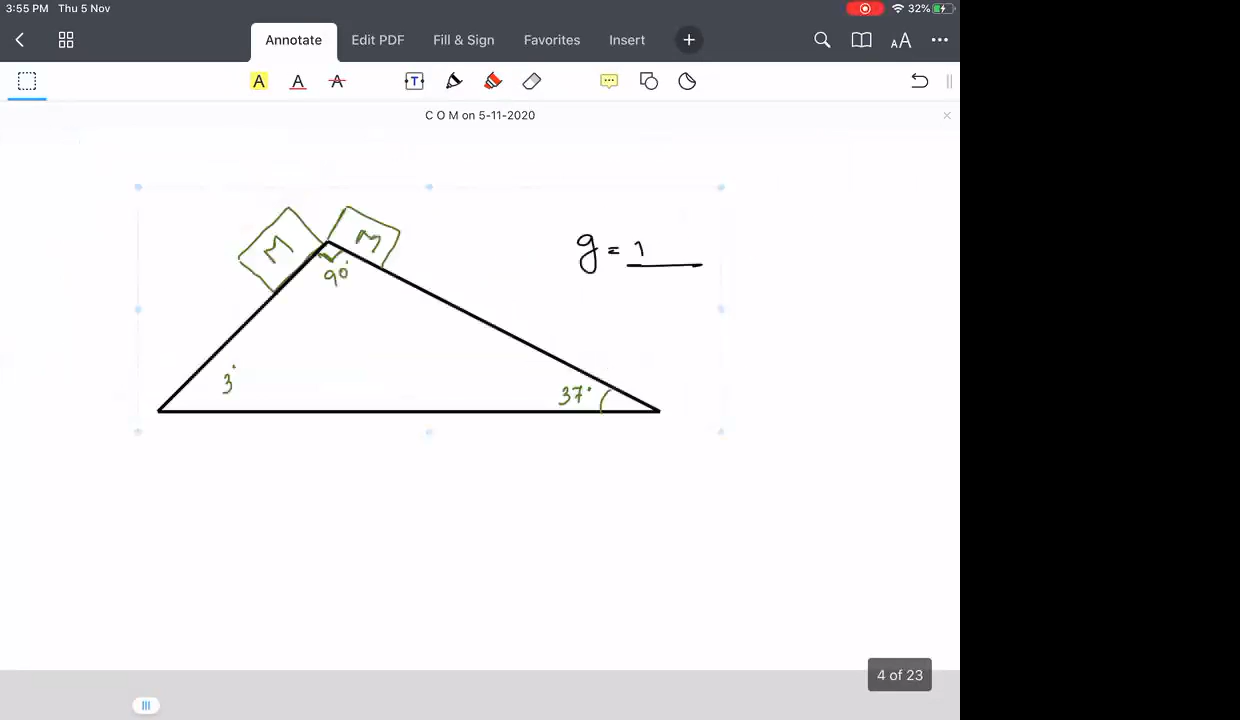 3:55 PM Thu 5 Nov
32%
Annotate Edit PDF Fill & Sign Favorites Insert
A A A T AA
C O M on 5-11-2020
M M
90°
g = 1
3°
37°
4 of 23